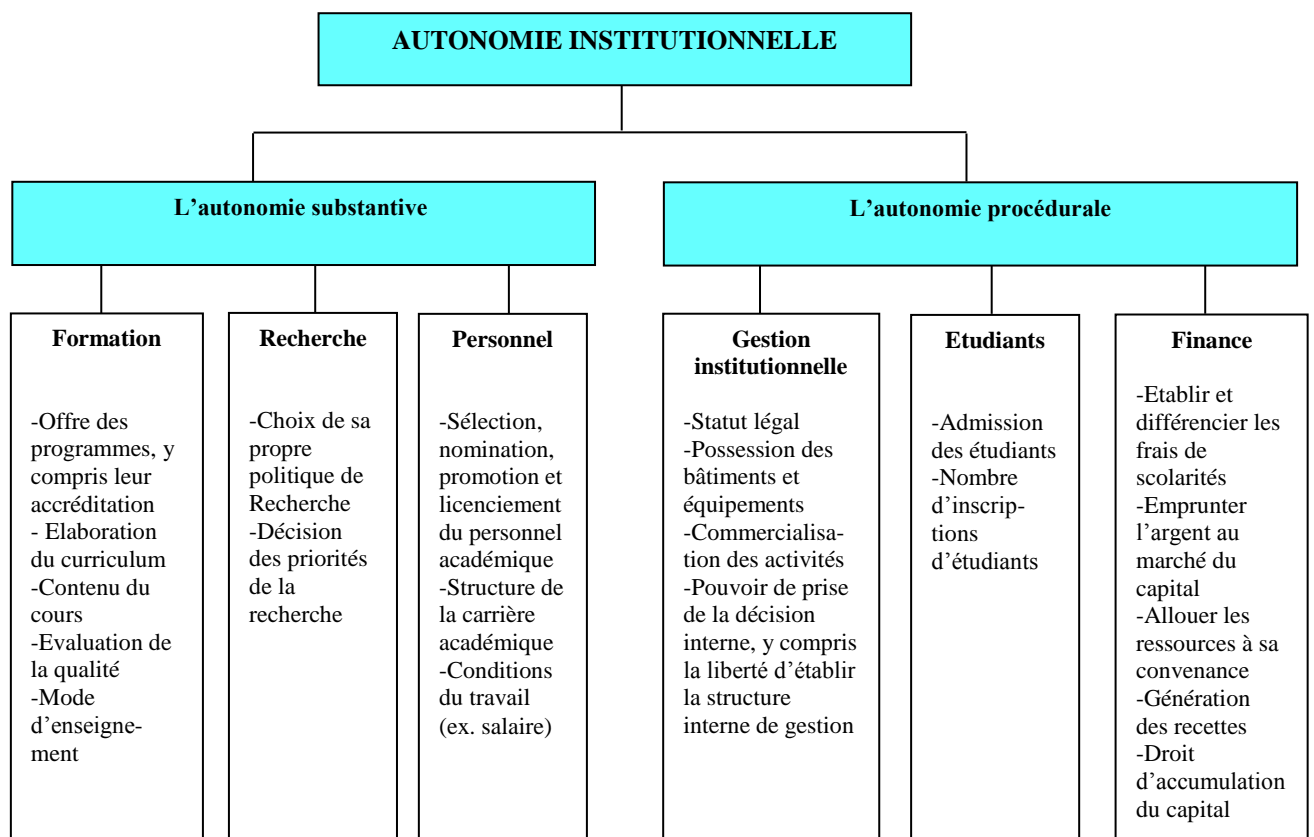 AUTONOMIE INSTITUTIONNELLE
L’autonomie substantive
L’autonomie procédurale
Formation
-Offre des
programmes, y
compris leur
accréditation
- Elaboration
du curriculum
-Contenu du
cours
-Evaluation de
la qualité
-Mode
d’enseigne-
ment
Recherche
-Choix de sa
propre
politique de
Recherche
-Décision
des priorités
de la
recherche
Personnel
-Sélection,
nomination,
promotion et
licenciement
du personnel
académique
-Structure de
la carrière
académique
-Conditions
du travail
(ex. salaire)
Gestion
institutionnelle
-Statut légal
-Possession des
bâtiments et
équipements
-Commercialisa-
tion des activités
-Pouvoir de prise
de la décision
interne, y compris
la liberté d’établir
la structure
interne de gestion
Etudiants
-Admission
des étudiants
-Nombre
d’inscrip-
tions
d’étudiants
Finance
-Etablir et
différencier les
frais de
scolarités
-Emprunter
l’argent au
marché du
capital
-Allouer les
ressources à sa
convenance
-Génération
des recettes
-Droit
d’accumulation
du capital